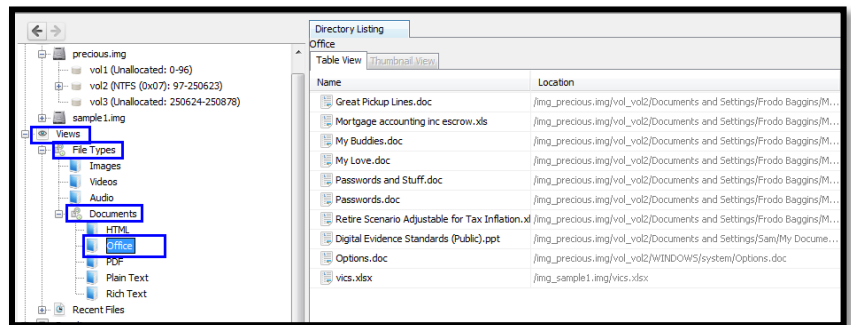 precious.img
vol1 (Unallocated: 0-96)
vol2 (NTFS (0x07): 97-250623)
vol3 (Unallocated: 250624-250878)
sample1.img
Views
File Types
Images
Videos
Audio
Documents
HTML
Office
PDF
Plain Text
Rich Text
Recent Files
Directory Listing
Office
Table View Thumbnail View
Name Location
Great Pickup Lines.doc /img_precious.img/vol_vol2/Documents and Settings/Frodo Baggins/M...
Mortgage accounting inc escrow.xls /img_precious.img/vol_vol2/Documents and Settings/Frodo Baggins/M...
My Buddies.doc /img_precious.img/vol_vol2/Documents and Settings/Frodo Baggins/M...
My Love.doc /img_precious.img/vol_vol2/Documents and Settings/Frodo Baggins/M...
Passwords and Stuff.doc /img_precious.img/vol_vol2/Documents and Settings/Frodo Baggins/M...
Passwords.doc /img_precious.img/vol_vol2/Documents and Settings/Frodo Baggins/M...
Retire Scenario Adjustable for Tax Inflation.xl /img_precious.img/vol_vol2/Documents and Settings/Frodo Baggins/M...
Digital Evidence Standards (Public).ppt /img_precious.img/vol_vol2/Documents and Settings/Sam/My Docume...
Options.doc /img_precious.img/vol_vol2/WINDOWS/system/Options.doc
vics.xlsx /img_sample1.img/vics.xlsx